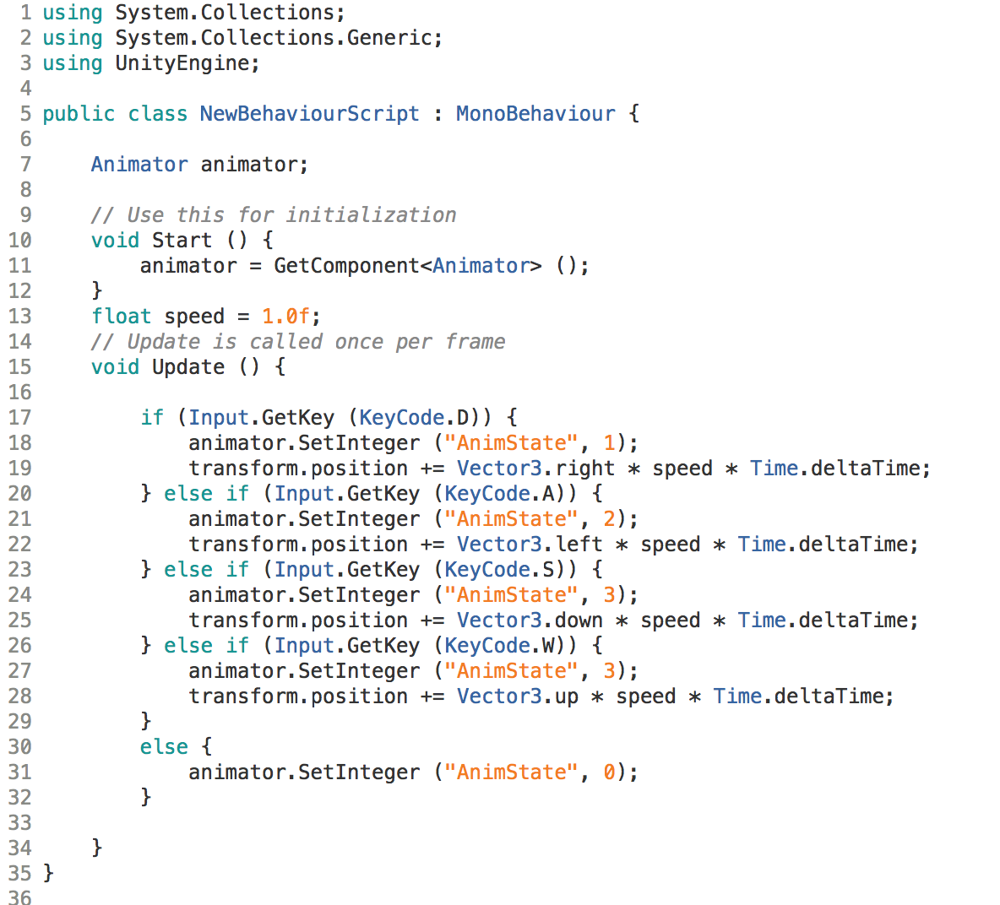 1 using System.Collections;
2 using System.Collections.Generic;
3 using UnityEngine;
4
5 public class NewBehaviourScript : MonoBehaviour {
6
7     Animator animator;
8
9     // Use this for initialization
10     void Start () {
11         animator = GetComponent<Animator> ();
12     }
13     float speed = 1.0f;
14     // Update is called once per frame
15     void Update () {
16
17         if (Input.GetKey (KeyCode.D)) {
18             animator.SetInteger ("AnimState", 1);
19             transform.position += Vector3.right * speed * Time.deltaTime;
20         } else if (Input.GetKey (KeyCode.A)) {
21             animator.SetInteger ("AnimState", 2);
22             transform.position += Vector3.left * speed * Time.deltaTime;
23         } else if (Input.GetKey (KeyCode.S)) {
24             animator.SetInteger ("AnimState", 3);
25             transform.position += Vector3.down * speed * Time.deltaTime;
26         } else if (Input.GetKey (KeyCode.W)) {
27             animator.SetInteger ("AnimState", 3);
28             transform.position += Vector3.up * speed * Time.deltaTime;
29         }
30         else {
31             animator.SetInteger ("AnimState", 0);
32         }
33
34     }
35 }
36